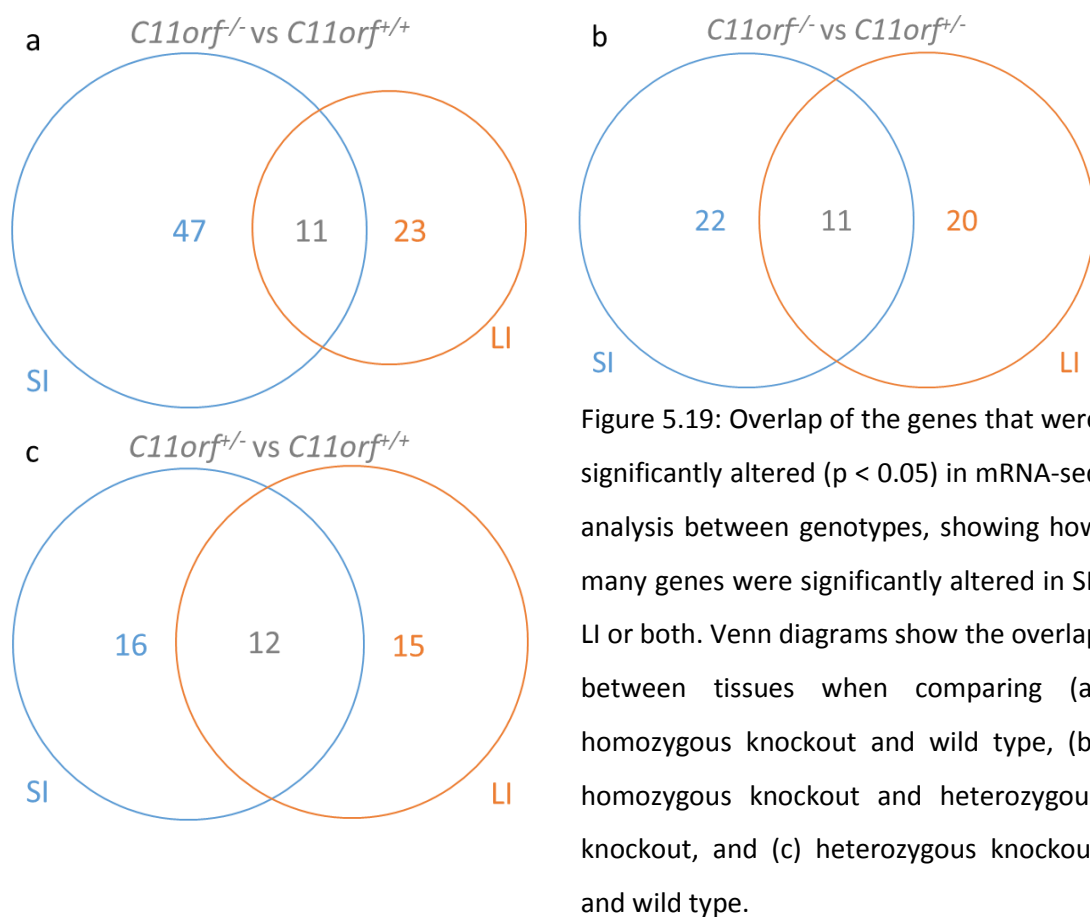 a
C11orf-/- vs C11orf+/+
47
11
23
SI
LI
b
C11orf-/- vs C11orf+/-
22
11
20
SI
LI
c
C11orf+/- vs C11orf+/+
16
12
15
SI
LI
Figure 5.19: Overlap of the genes that were
significantly altered (p < 0.05) in mRNA-seq
analysis between genotypes, showing how
many genes were significantly altered in SI
LI or both. Venn diagrams show the overlap
between tissues when comparing (a
homozygous knockout and wild type, (b
homozygous knockout and heterozygou
knockout, and (c) heterozygous knockou
and wild type.